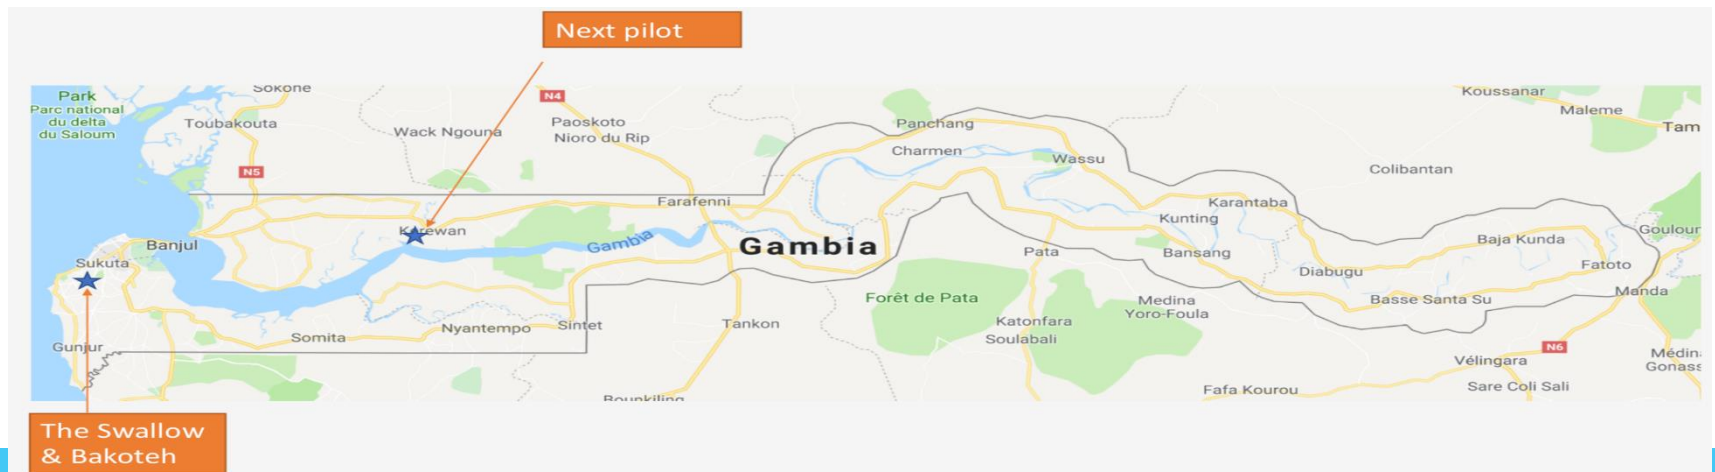 Next pilot
Sokone
Park
Parc national
du delta
du Saloum
Toubakouta
Wack Ngouna
N4
Paoskoto
Nioro du Rip
Panchang
Charmen
Wassu
Koussanar
Maleme
Tam
Colibantan
N5
Farafenni
Karantaba
Kunting
Banjul
Sukuta
Gambia
Gambia
Pata
Bansang
Diabugu
Baja Kunda
Fatoto
Gouloun
Manda
Basse Santa Su
Forêt de Pata
Medina
Yoro-Foula
Katonfara
Soulabali
Tankon
Sintet
Nyantempo
Somita
Gunjur
N6
Vélingara
Sare Coli Sali
Médin
Gonass
Fafa Kourou
Bounkiling
The Swallow
& Bakoteh